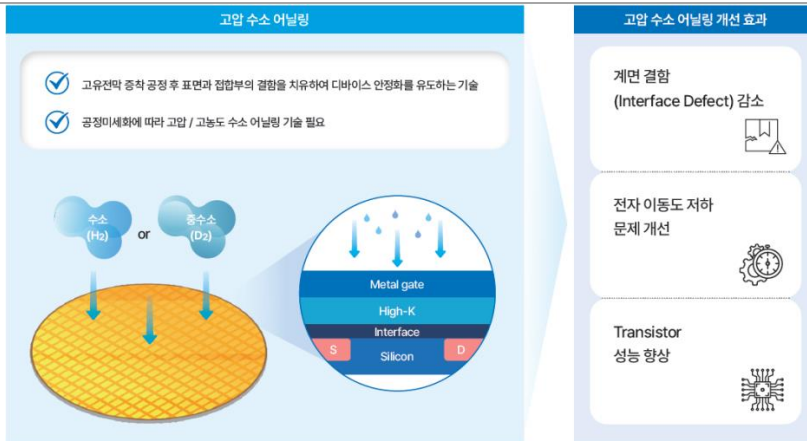 고압 수소 어닐링
고유전막 증착 공정 후 표면과 접합부의 결함을 치유하여 디바이스 안정화를 유도하는 기술
공정미세화에 따라 고압 / 고농도 수소 어닐링 기술 필요
수소
(H2)
or
중수소
(D2)
Metal gate
High-K
Interface
S
Silicon
D
고압 수소 어닐링 개선 효과
계면 결함
(Interface Defect) 감소
전자 이동도 저하
문제 개선
Transistor
성능 향상